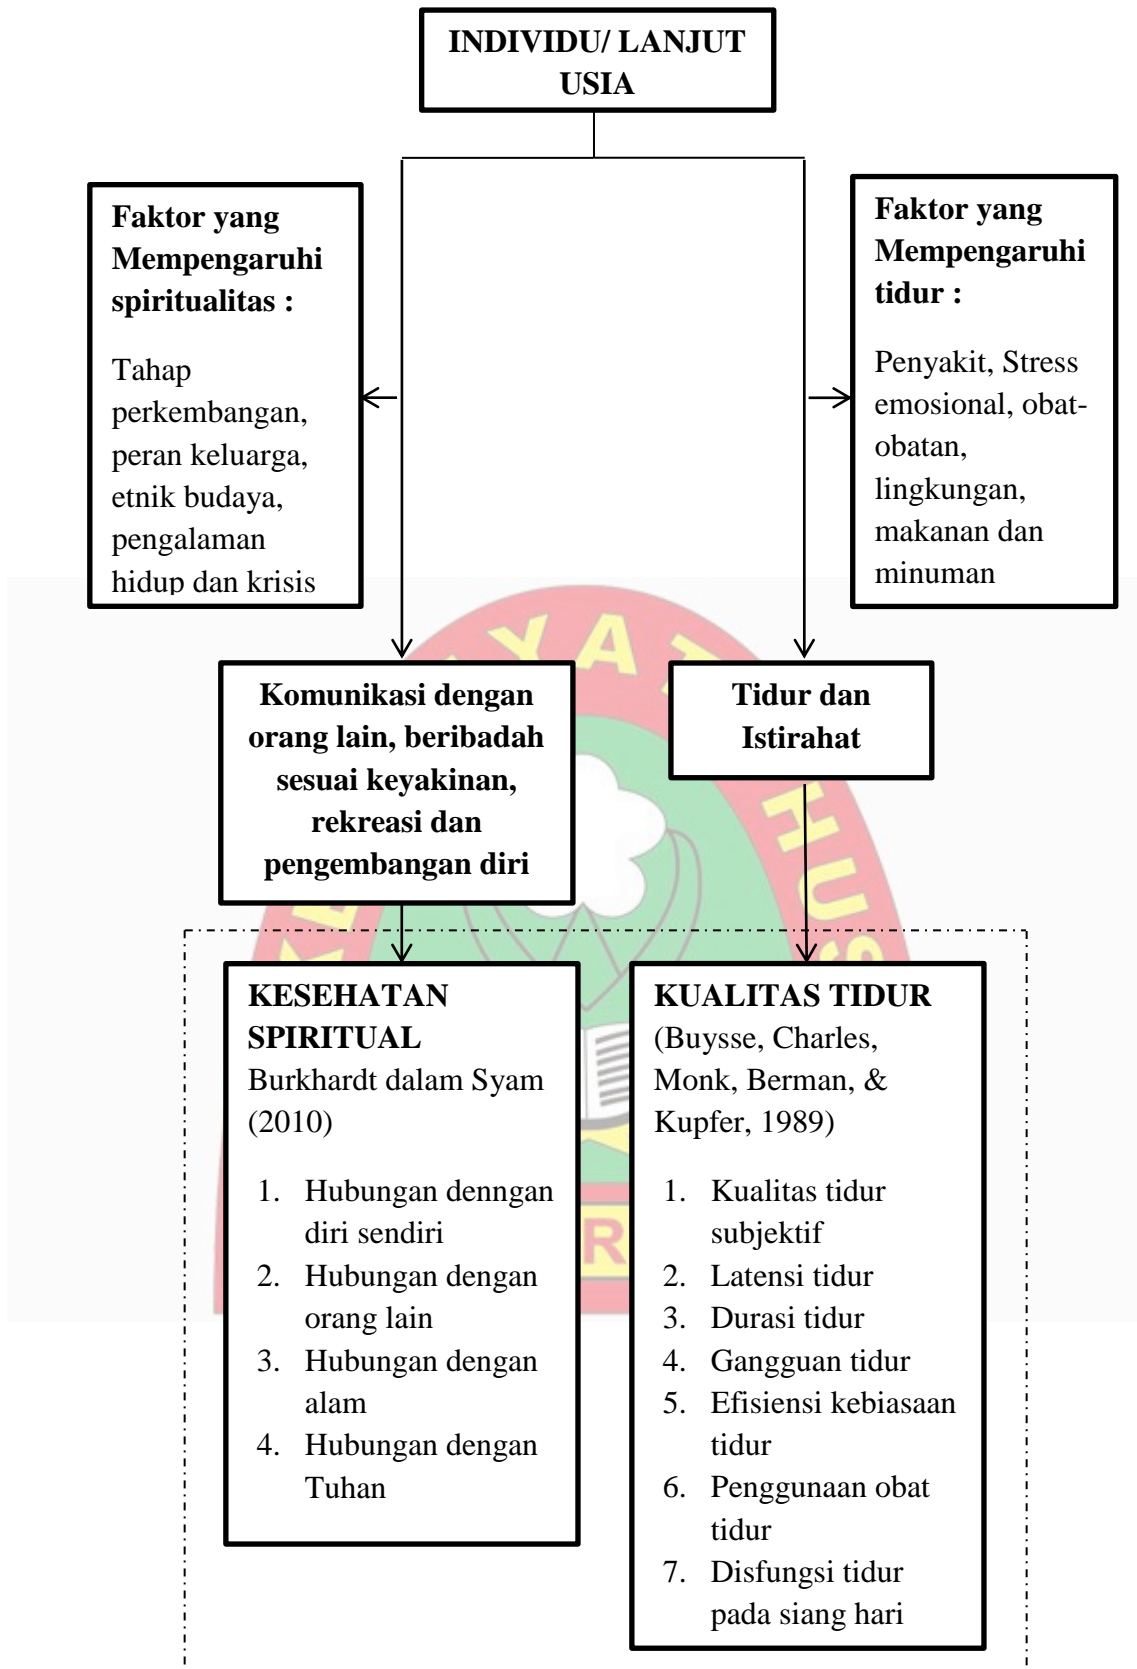 INDIVIDU/ LANJUT
USIA
Faktor yang
Mempengaruhi
spiritualitas :
Tahap
perkembangan,
peran keluarga,
etnik budaya,
pengalaman
hidup dan krisis
Faktor yang
Mempengaruhi
tidur :
Penyakit, Stress
emosional, obat-
obatan,
lingkungan,
makanan dan
minuman
Komunikasi dengan
orang lain, beribadah
sesuai keyakinan,
rekreasi dan
pengembangan diri
Tidur dan
Istirahat
KESEHATAN
SPIRITUAL
Burkhardt dalam Syam
(2010)
1. Hubungan denngan
diri sendiri
2. Hubungan dengan
orang lain
3. Hubungan dengan
alam
4. Hubungan dengan
Tuhan
KUALITAS TIDUR
(Buysse, Charles,
Monk, Berman, &
Kupfer, 1989)
1. Kualitas tidur
subjektif
2. Latensi tidur
3. Durasi tidur
4. Gangguan tidur
5. Efisiensi kebiasaan
tidur
6. Penggunaan obat
tidur
7. Disfungsi tidur
pada siang hari